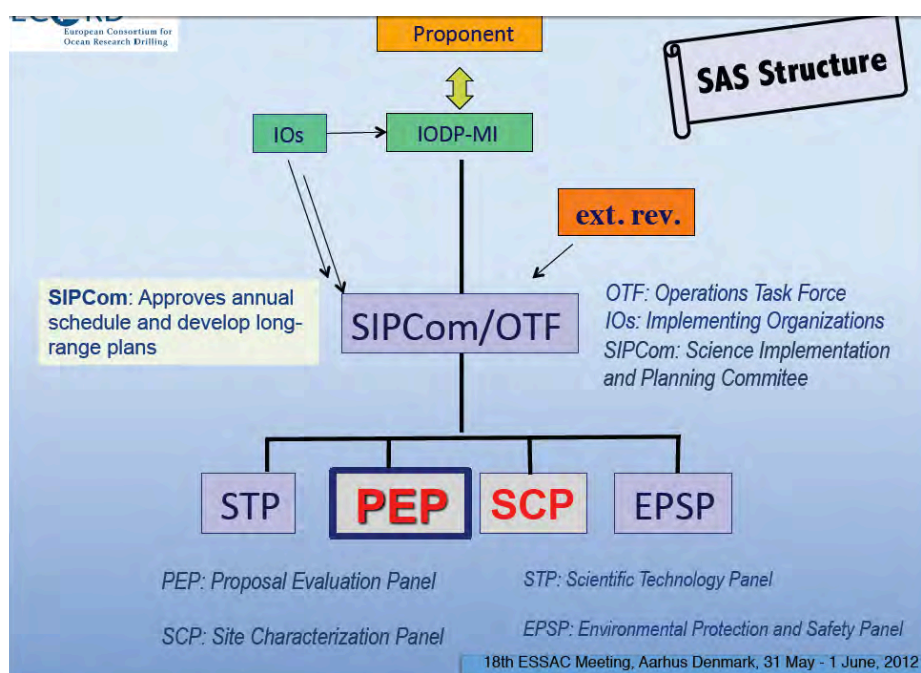 European Consortium for
Ocean Research Drilling
Proponent
SAS Structure
IOs
IODP-MI
ext. rev.
SIPCom: Approves annual
schedule and develop long-
range plans
SIPCom/OTF
OTF: Operations Task Force
IOs: Implementing Organizations
SIPCom: Science Implementation
and Planning Commitee
STP
PEP
SCP
EPSP
PEP: Proposal Evaluation Panel
STP: Scientific Technology Panel
SCP: Site Characterization Panel
EPSP: Environmental Protection and Safety Panel
18th ESSAC Meeting, Aarhus Denmark, 31 May - 1 June, 2012